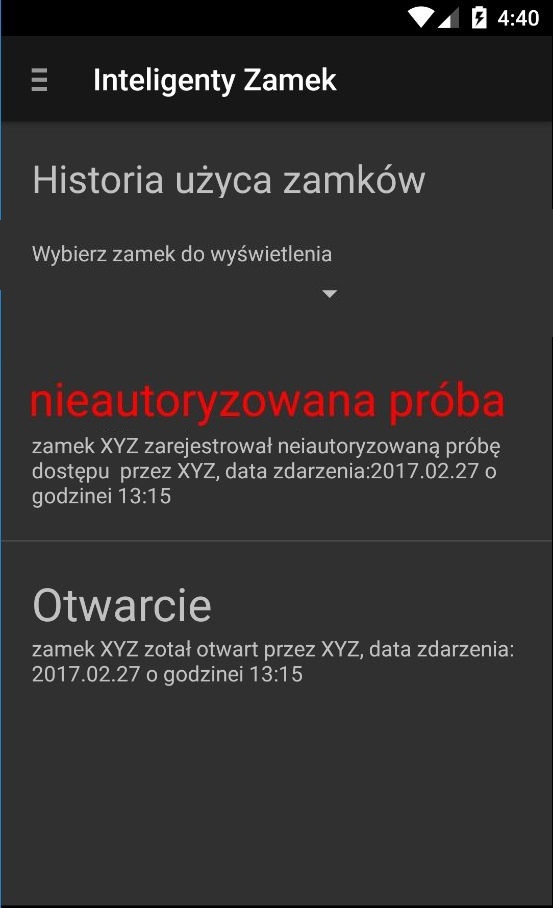 4:40
Inteligenty Zamek
Historia użyca zamków
Wybierz zamek do wyświetlenia
nieautoryzowana próba
zamek XYZ zarejestrował neiautoryzowaną próbę
dostępu  przez XYZ, data zdarzenia:2017.02.27 o
godzinei 13:15
Otwarcie
zamek XYZ zotał otwart przez XYZ, data zdarzenia:
2017.02.27 o godzinei 13:15